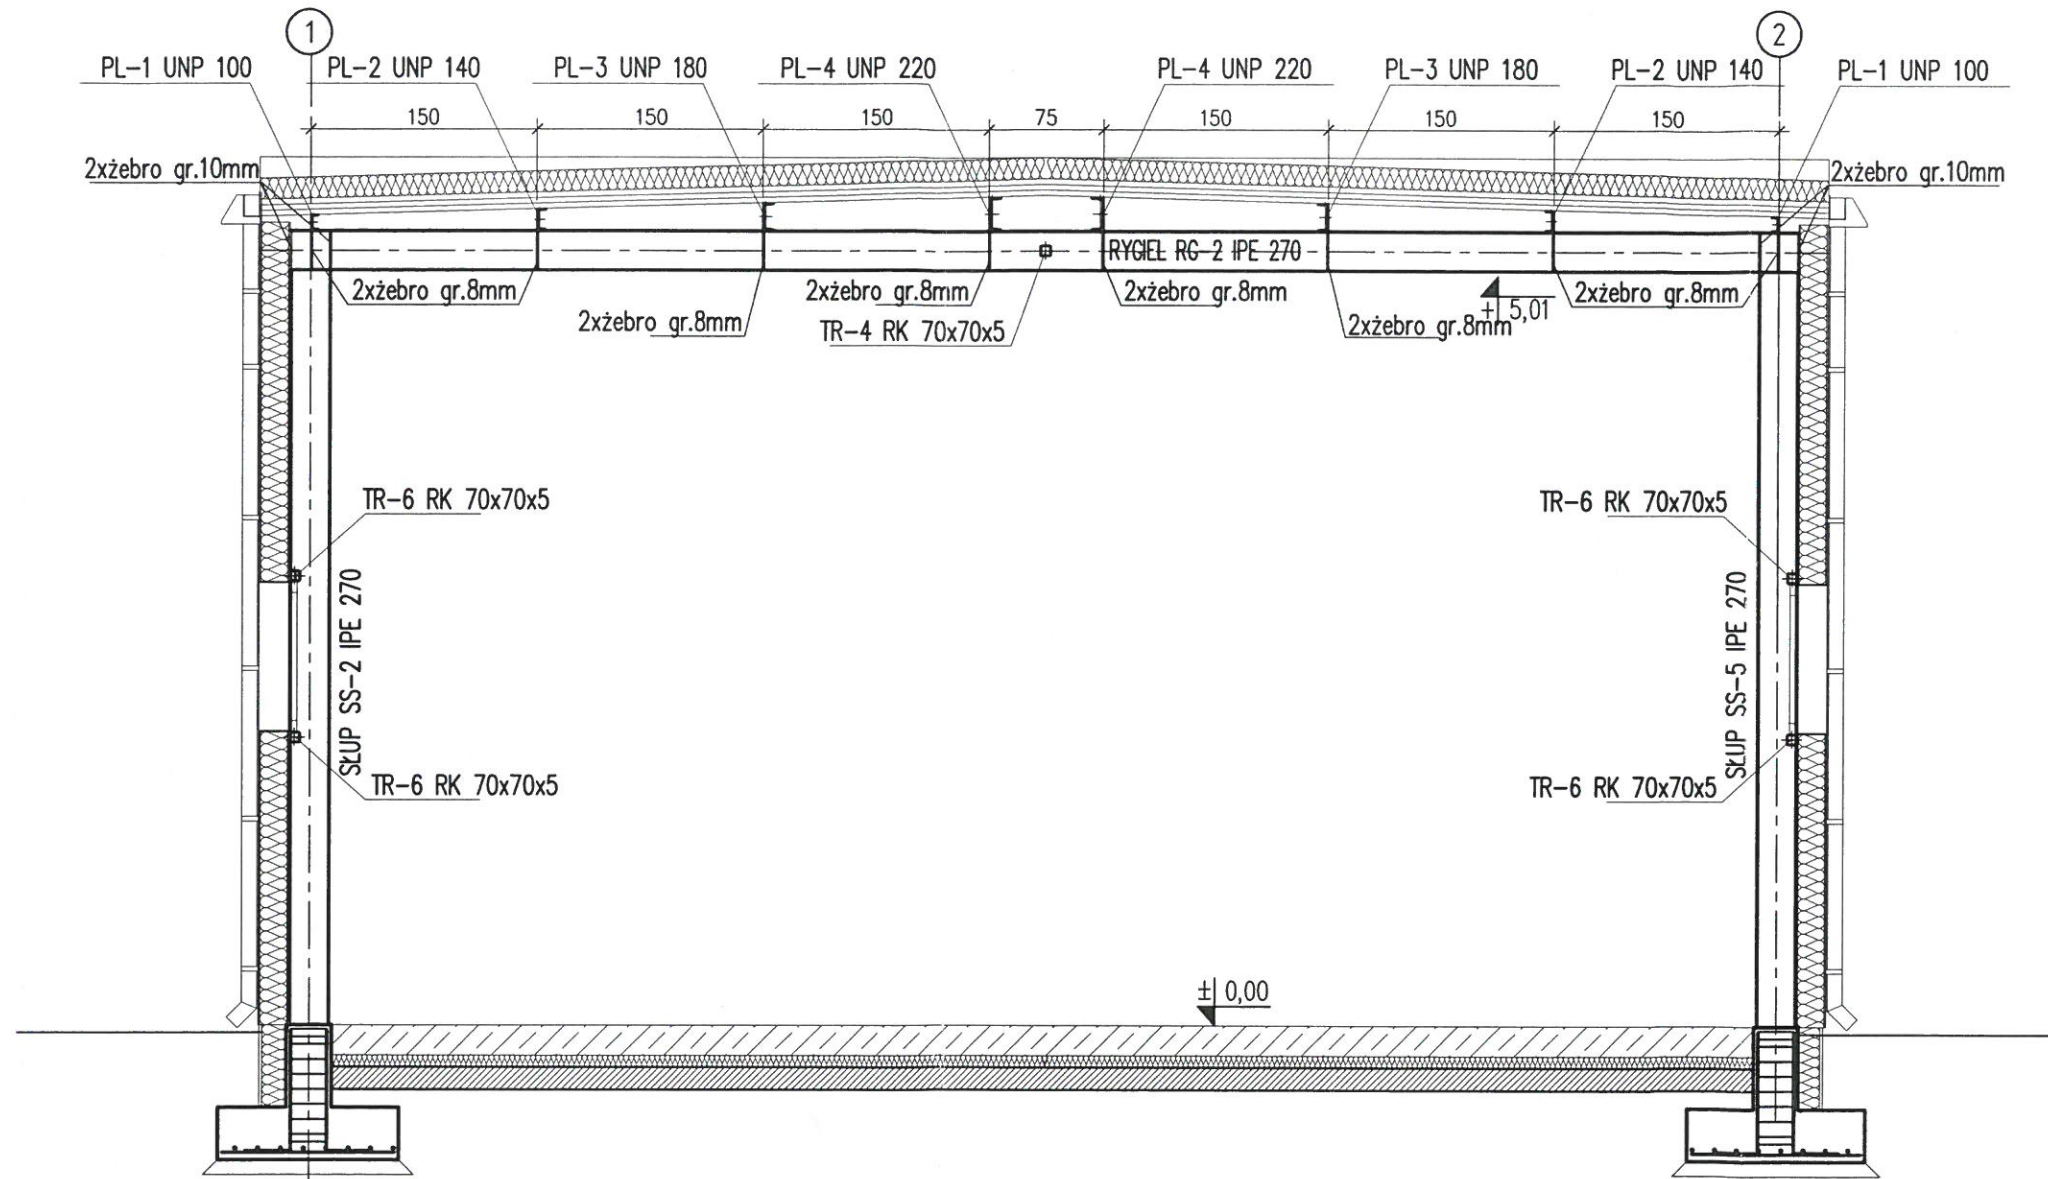 1
2
PL-1 UNP 100
PL-2 UNP 140
PL-3 UNP 180
PL-4 UNP 220
PL-4 UNP 220
PL-3 UNP 180
PL-2 UNP 140
PL-1 UNP 100
150
150
150
75
150
150
150
2xżebro gr.10mm
2xżebro gr.10mm
RYGIEL RG-2 IPE 270
2xżebro gr.8mm
2xżebro gr.8mm
2xżebro gr.8mm
2xżebro gr.8mm
+ 5,01
2xżebro gr.8mm
2xżebro gr.8mm
TR-4 RK 70x70x5
TR-6 RK 70x70x5
TR-6 RK 70x70x5
SŁUP SS-2 IPE 270
SŁUP SS-5 IPE 270
TR-6 RK 70x70x5
TR-6 RK 70x70x5
± 0,00